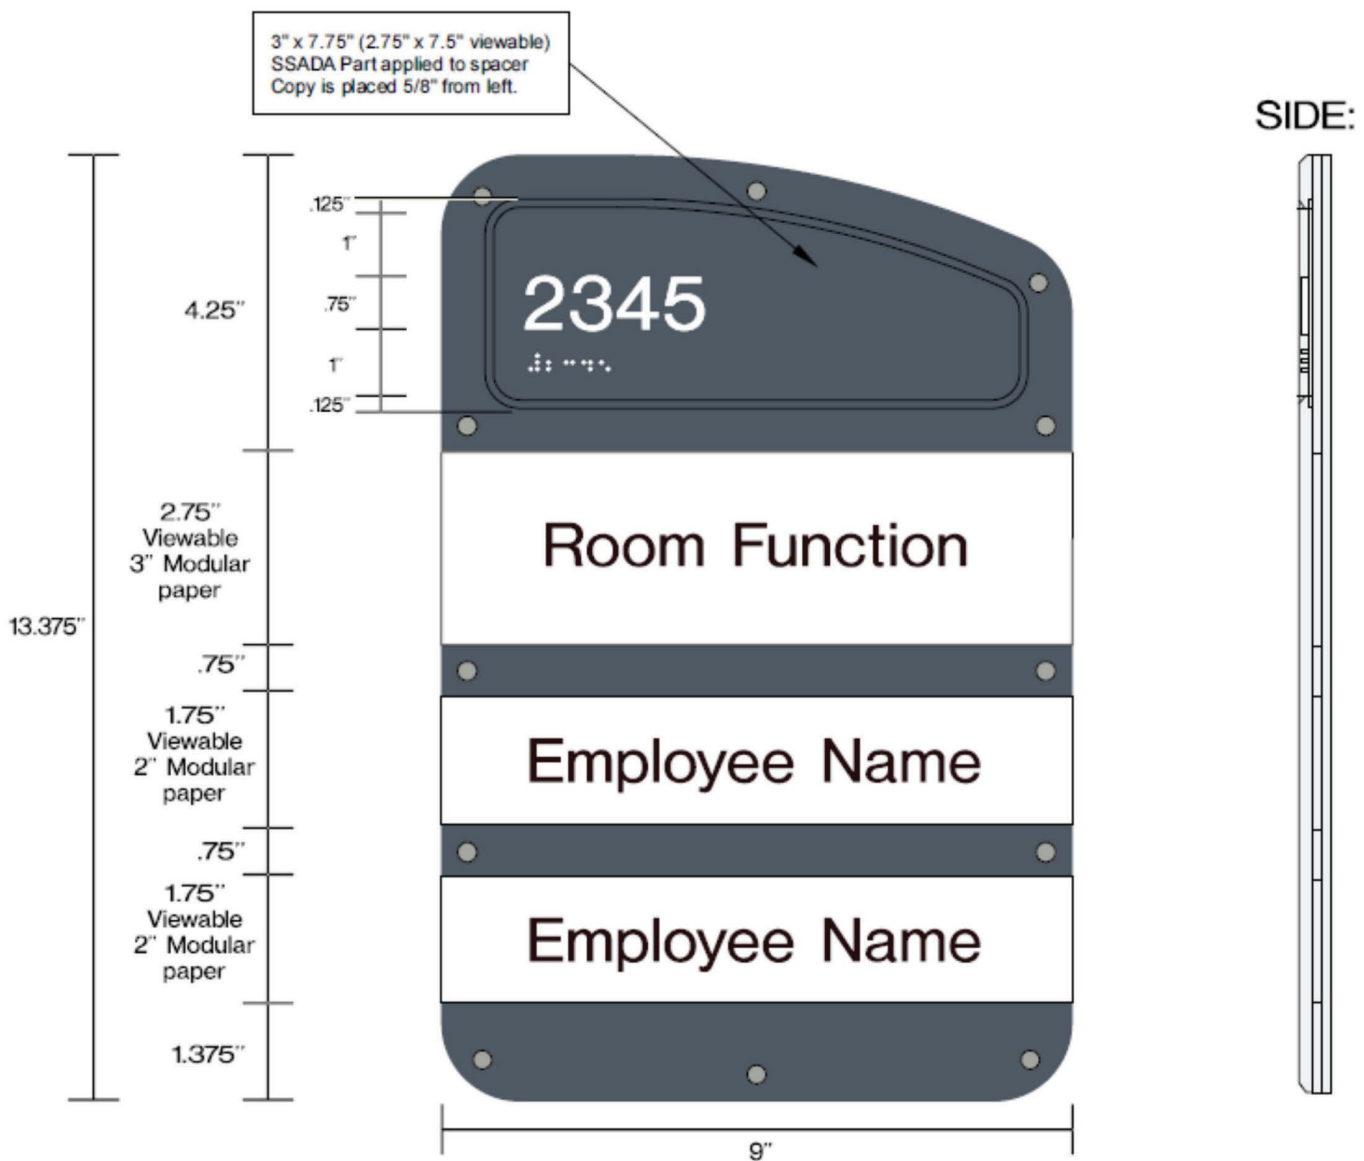 3" x 7.75" (2.75" x 7.5" viewable)
SSADA Part applied to spacer
Copy is placed 5/8" from left.
SIDE:
.125"
1"
.75"
1"
.125"
4.25"
2345
⠼⠃⠉⠙⠑
2.75"
Viewable
3" Modular
paper
Room Function
13.375"
.75"
1.75"
Viewable
2" Modular
paper
Employee Name
.75"
1.75"
Viewable
2" Modular
paper
Employee Name
1.375"
9"